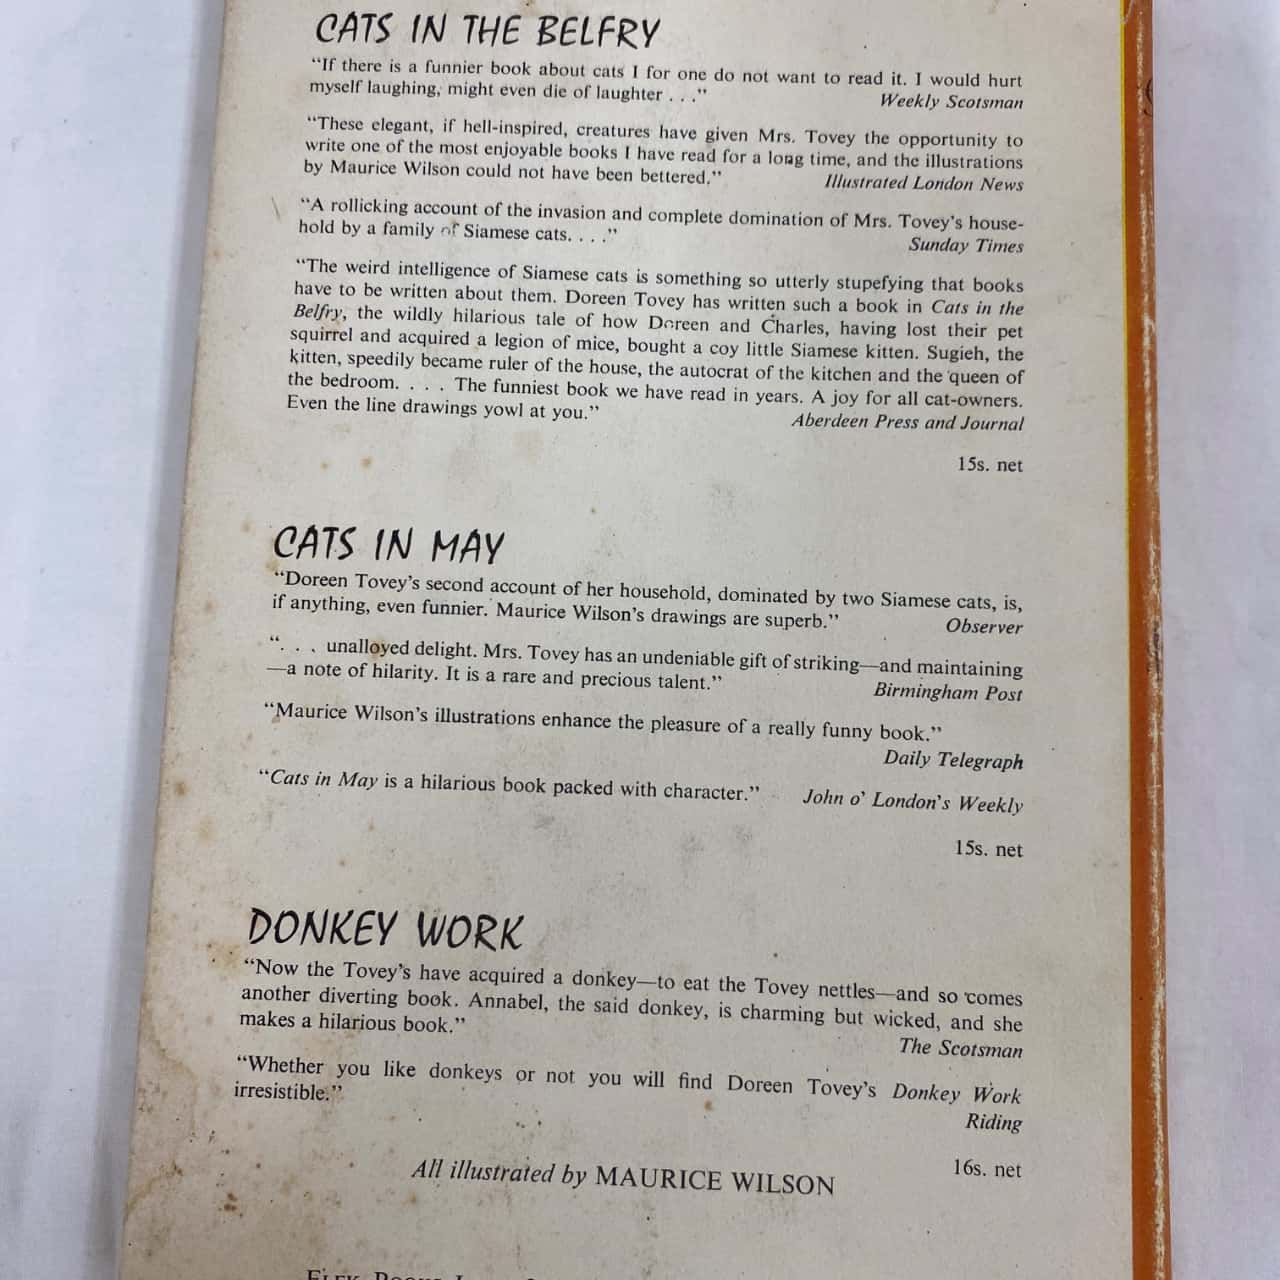 CATS IN THE BELFRY
“If there is a funnier book about cats I for one do not want to read it. I would hurt
myself laughing, might even die of laughter . . .”
Weekly Scotsman
“These elegant, if hell-inspired, creatures have given Mrs. Tovey the opportunity to
write one of the most enjoyable books I have read for a long time, and the illustrations
by Maurice Wilson could not have been bettered.”
Illustrated London News
“A rollicking account of the invasion and complete domination of Mrs. Tovey’s house-
hold by a family of Siamese cats. . . .”
Sunday Times
“The weird intelligence of Siamese cats is something so utterly stupefying that books
have to be written about them. Doreen Tovey has written such a book in Cats in the
Belfry, the wildly hilarious tale of how Doreen and Charles, having lost their pet
squirrel and acquired a legion of mice, bought a coy little Siamese kitten. Sugieh, the
kitten, speedily became ruler of the house, the autocrat of the kitchen and the queen of
the bedroom. . . . The funniest book we have read in years. A joy for all cat-owners.
Even the line drawings yowl at you.”
Aberdeen Press and Journal
15s. net
CATS IN MAY
“Doreen Tovey’s second account of her household, dominated by two Siamese cats, is,
if anything, even funnier. Maurice Wilson’s drawings are superb.”
Observer
“. . . unalloyed delight. Mrs. Tovey has an undeniable gift of striking—and maintaining
—a note of hilarity. It is a rare and precious talent.”
Birmingham Post
“Maurice Wilson’s illustrations enhance the pleasure of a really funny book.”
Daily Telegraph
“Cats in May is a hilarious book packed with character.”
John o’ London’s Weekly
15s. net
DONKEY WORK
“Now the Tovey’s have acquired a donkey—to eat the Tovey nettles—and so comes
another diverting book. Annabel, the said donkey, is charming but wicked, and she
makes a hilarious book.”
The Scotsman
“Whether you like donkeys or not you will find Doreen Tovey’s Donkey Work
irresistible.”
Riding
16s. net
All illustrated by MAURICE WILSON